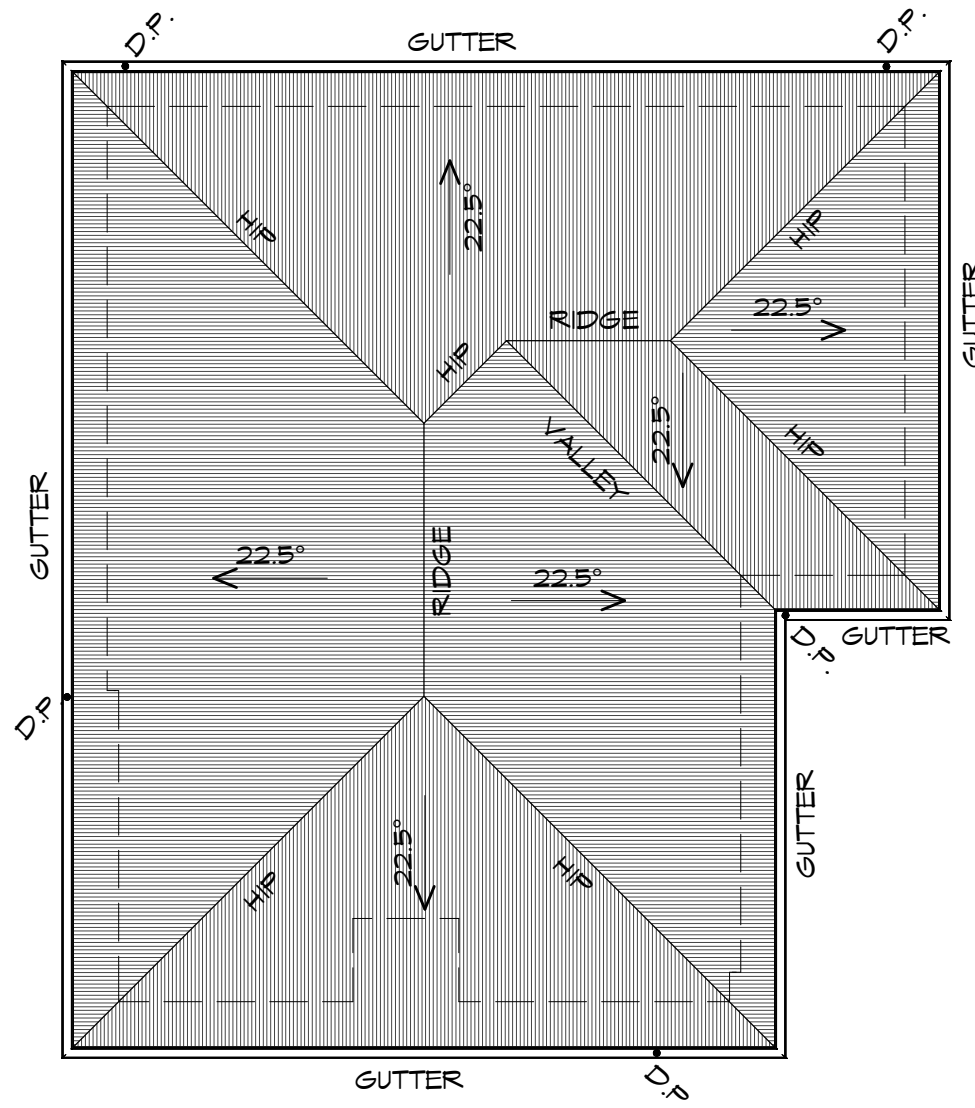 D.P.
GUTTER
D.P.
HIP
22.5°
HIP
GUTTER
22.5°
RIDGE
HIP
22.5°
VALLEY
HIP
GUTTER
22.5°
RIDGE
22.5°
D.P.
GUTTER
D.P.
GUTTER
22.5°
HIP
HIP
GUTTER
D.P